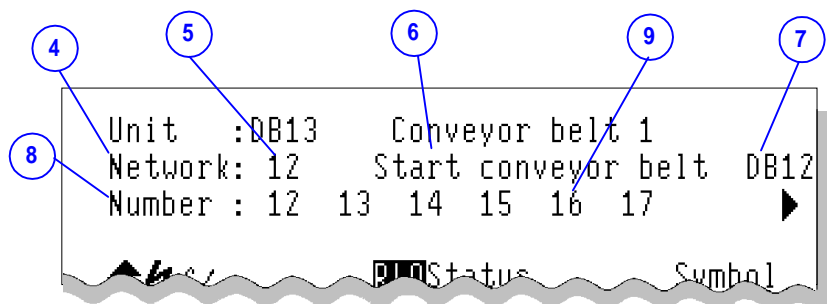 4 5 6 9 7
8
Unit :DB13 Conveyor belt 1
Network: 12 Start conveyor belt DB12
Number : 12 13 14 15 16 17
Status Symbol